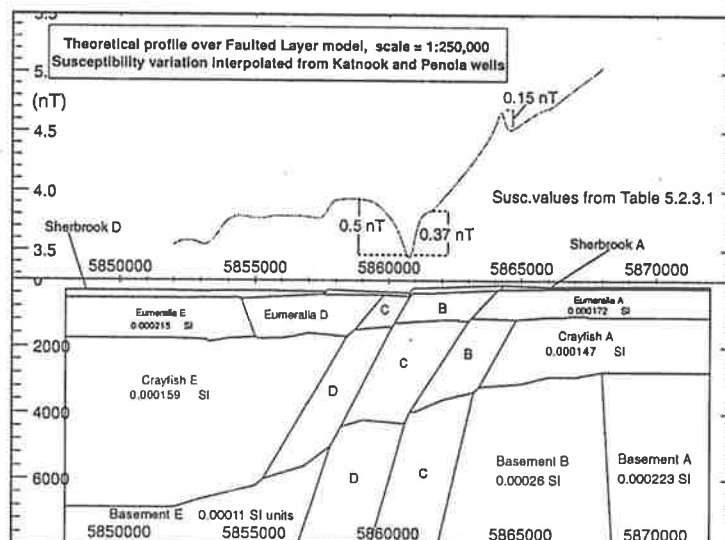 5.5
Theoretical profile over Faulted Layer model, scale = 1:250,000
Susceptibility variation interpolated from Katnook and Penola wells
5.
(nT)
0.15 nT
4.5
4.0
Susc.values from Table 5.2.3.1
Sherbrook D
0.5 nT
0.37 nT
3.5
Sherbrook A
0
5850000 5855000 5860000 5865000 5870000
Eumeralla E
0.000215 SI
Eumeralla D
C
B
Eumeralla A
0.000172 SI
2000
Crayfish A
0.000147 SI
Crayfish E
0.000159 SI
C
B
D
4000
Basement B
0.00026 SI
Basement A
0.000223 SI
D
C
6000
Basement E 0.00011 SI units
5850000 5855000 5860000 5865000 5870000